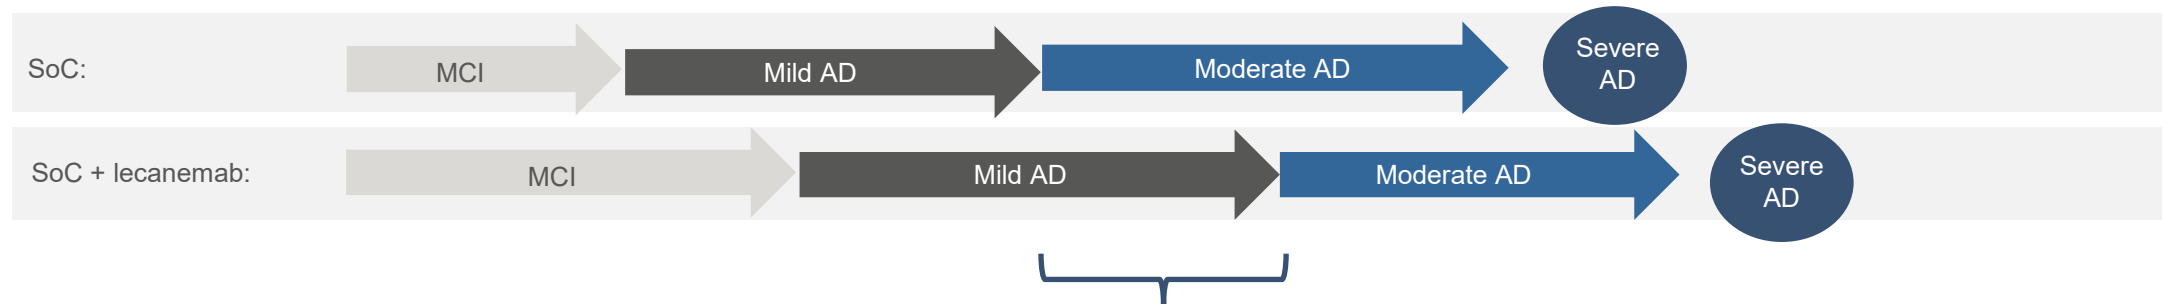 SoC:
MCI
Mild AD
Moderate AD
Severe
AD
SoC + lecanemab:
MCI
Mild AD
Moderate AD
Severe
AD